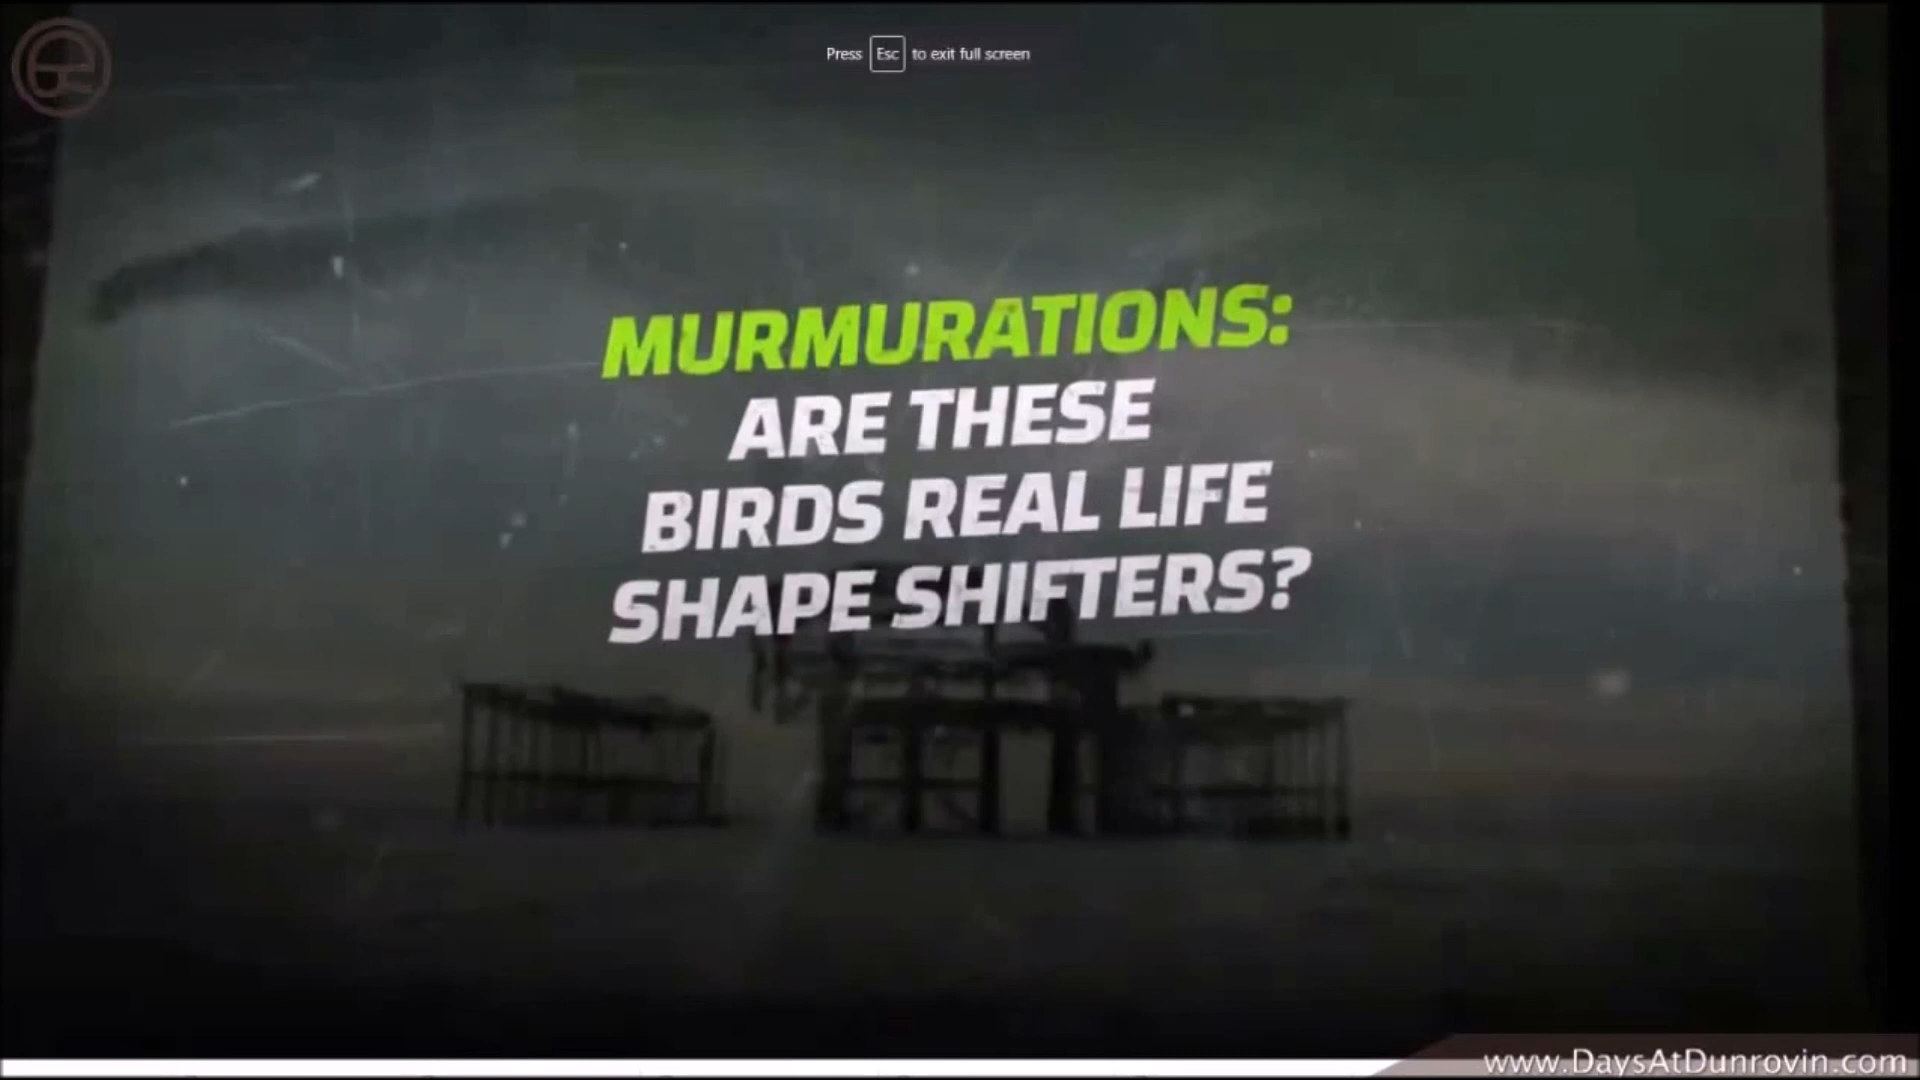 Press Esc to exit full screen
MURMURATIONS:
ARE THESE
BIRDS REAL LIFE
SHAPE SHIFTERS?
www.DaysAtDunrovin.com